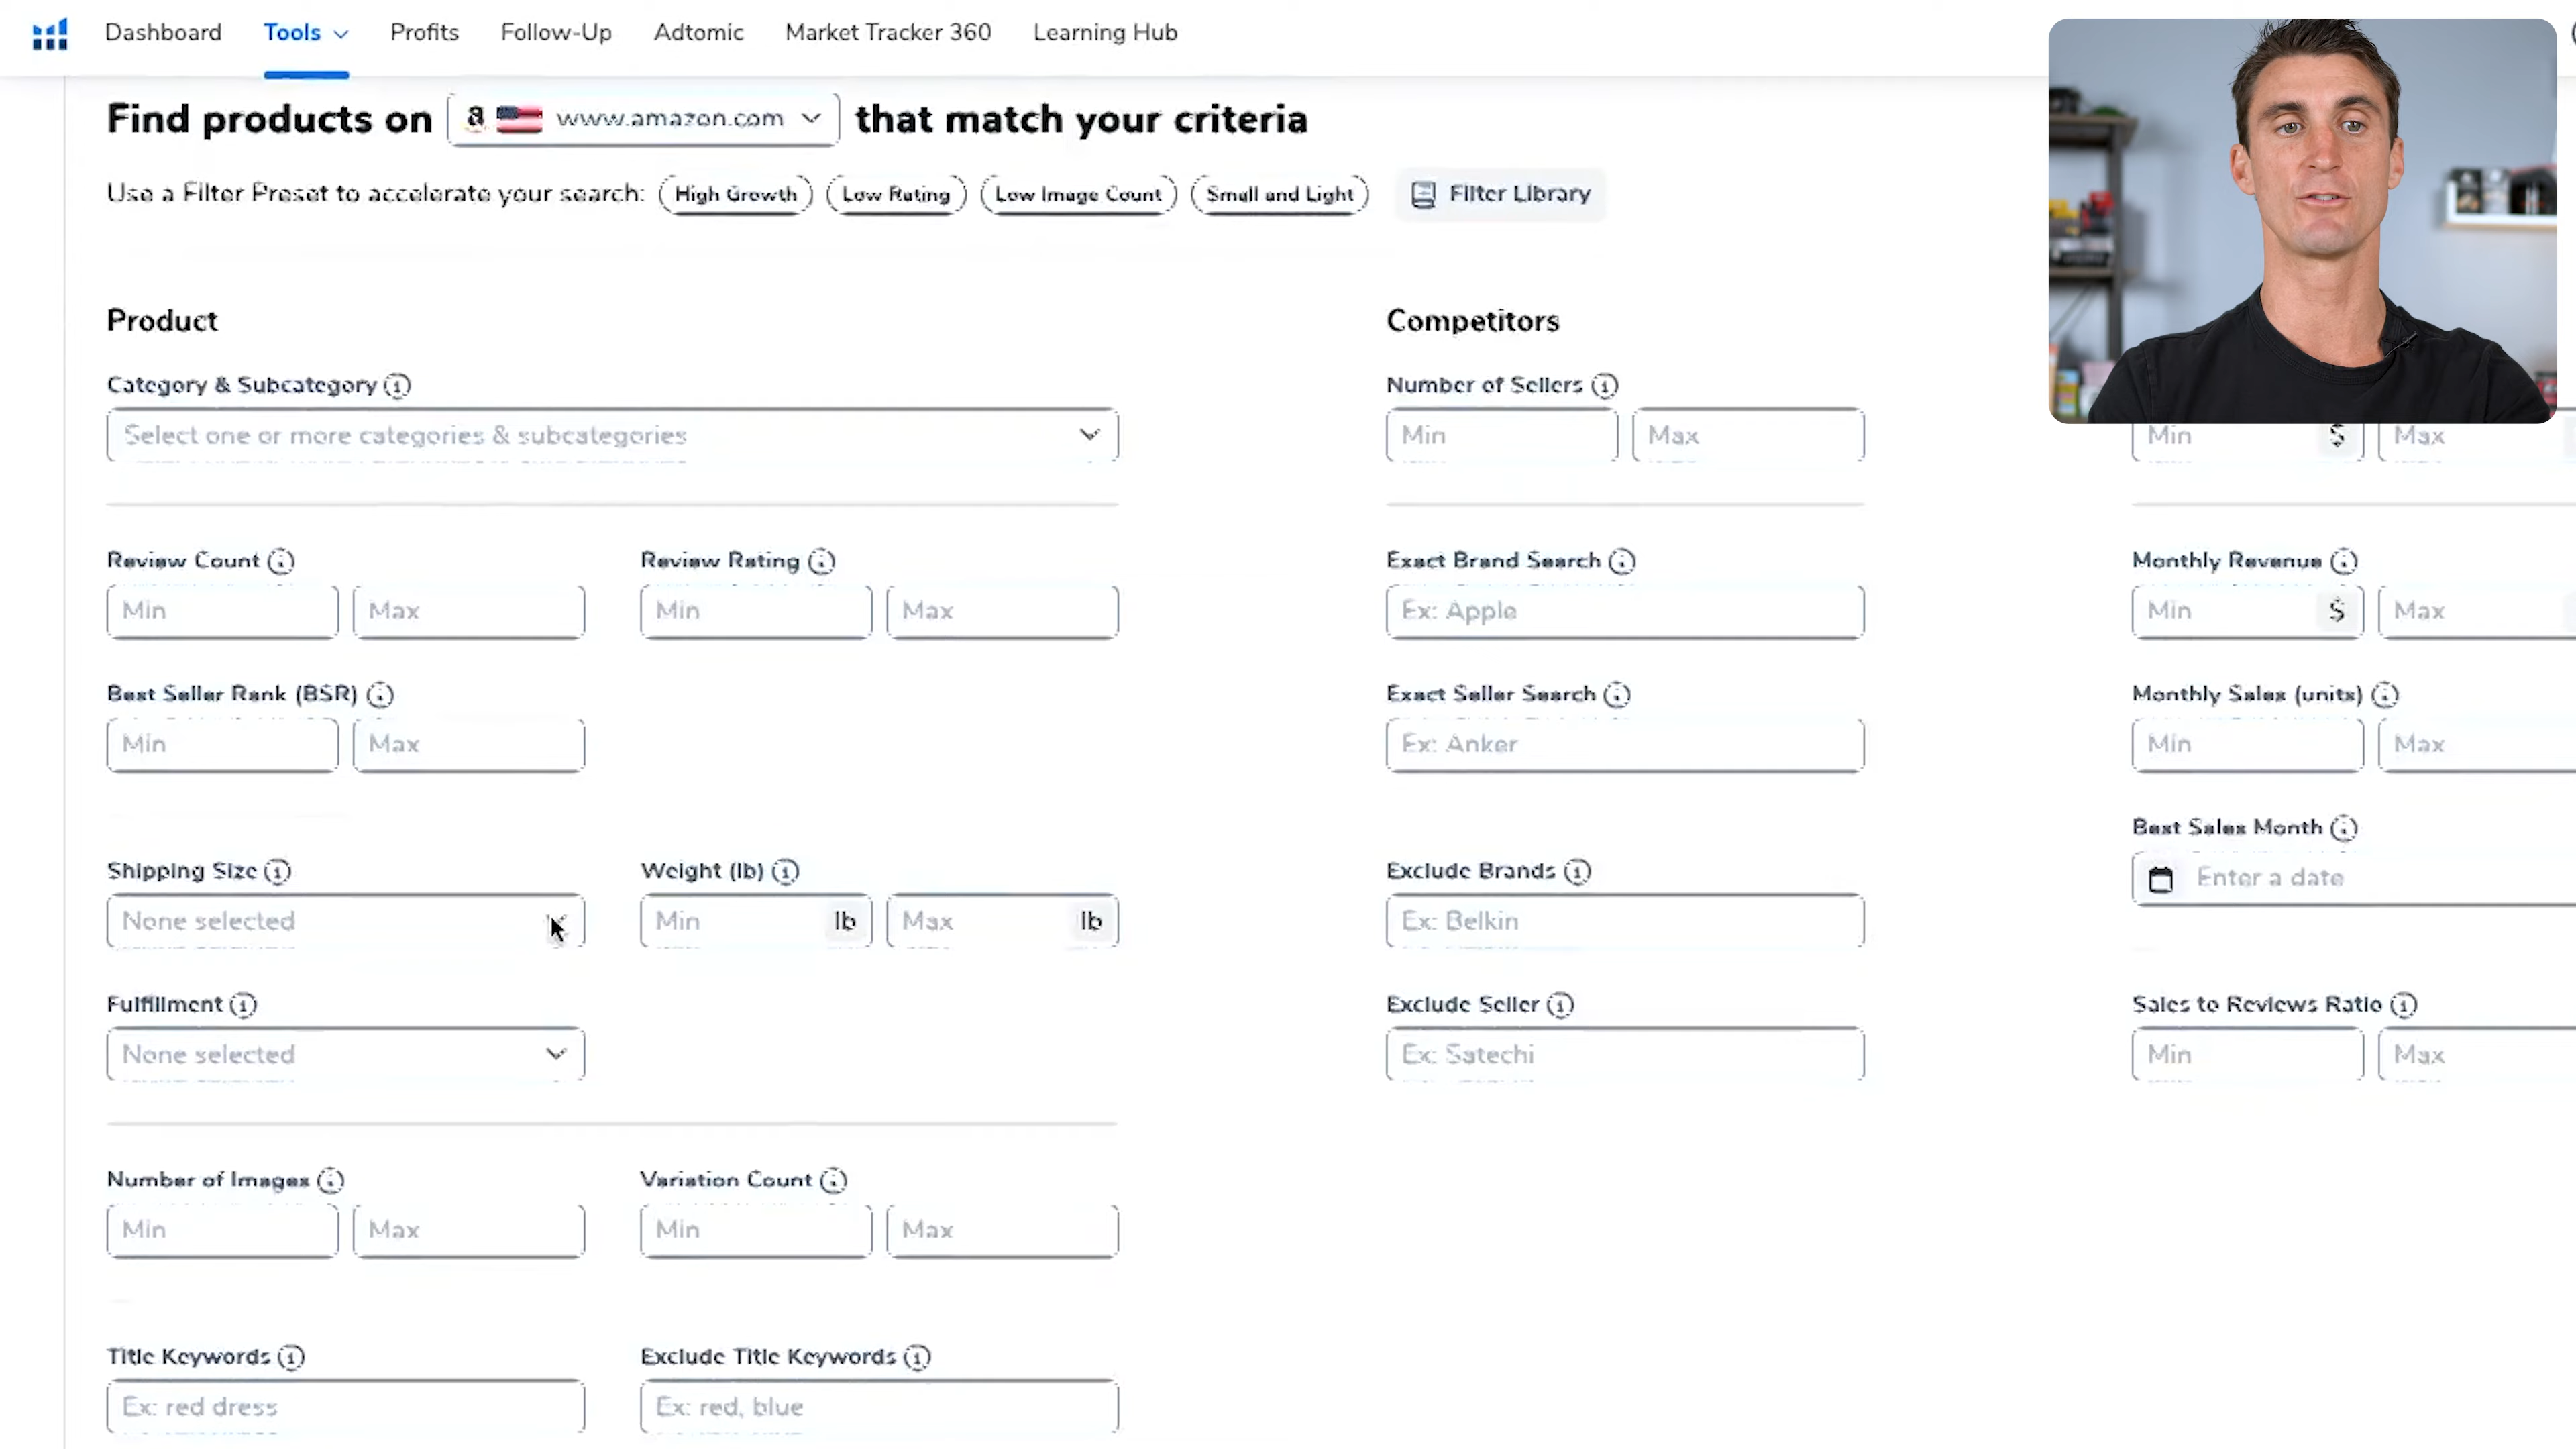 Dashboard Tools Profits Follow-Up Adtomic Market Tracker 360 Learning Hub
Find products on a www.amazon.com that match your criteria
Use a Filter Preset to accelerate your search: High Growth Low Rating Low Image Count Small and Light Filter Library
Product Competitors
Category & Subcategory Number of Sellers
Select one or more categories & subcategories Min Max Min $ Max
Review Count Review Rating Exact Brand Search Monthly Revenue
Min Max Min Max Ex: Apple Min $ Max
Best Seller Rank (BSR) Exact Seller Search Monthly Sales (units)
Min Max Ex: Anker Min Max
Best Sales Month
Shipping Size Weight (lb) Exclude Brands
Enter a date
None selected Min lb Max lb Ex: Belkin
Fulfillment Exclude Seller Sales to Reviews Ratio
None selected Ex: Satechi Min Max
Number of Images Variation Count
Min Max Min Max
Title Keywords Exclude Title Keywords
Ex: red dress Ex: red, blue